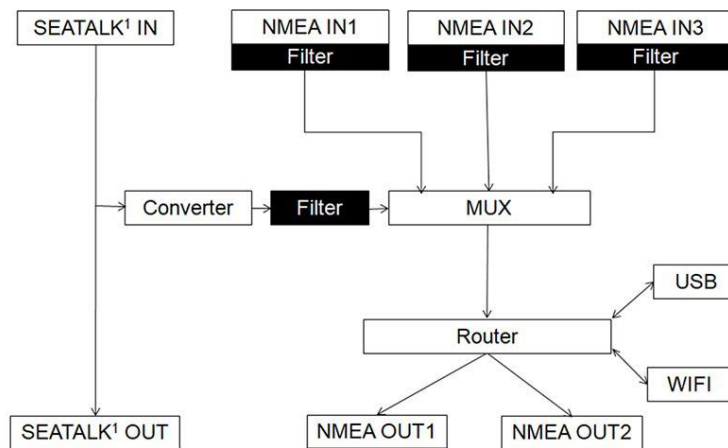 SEATALK¹ IN
NMEA IN1
NMEA IN2
NMEA IN3
Filter
Filter
Filter
Converter
Filter
MUX
USB
Router
WIFI
SEATALK¹ OUT
NMEA OUT1
NMEA OUT2